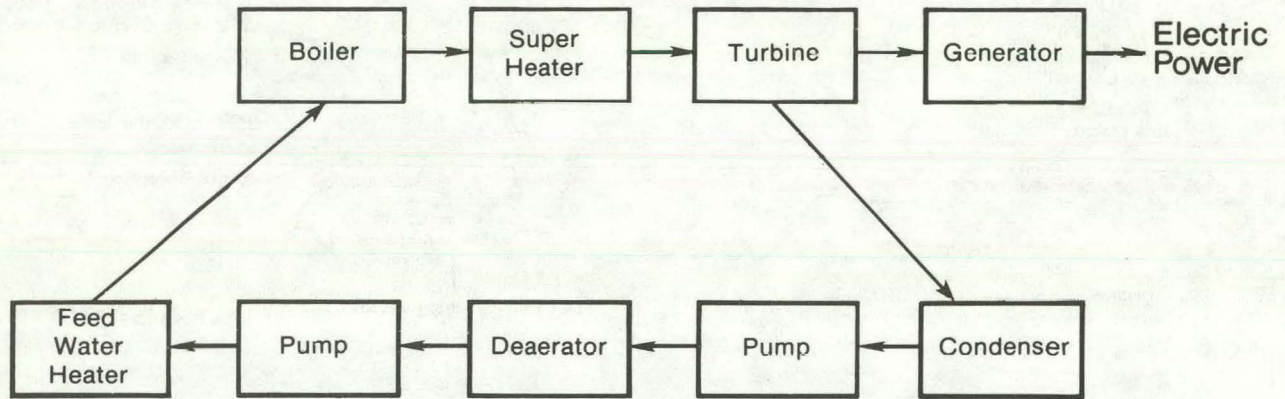 Boiler
Super
Heater
Turbine
Generator
Electric
Power
Feed
Water
Heater
Pump
Deaerator
Pump
Condenser